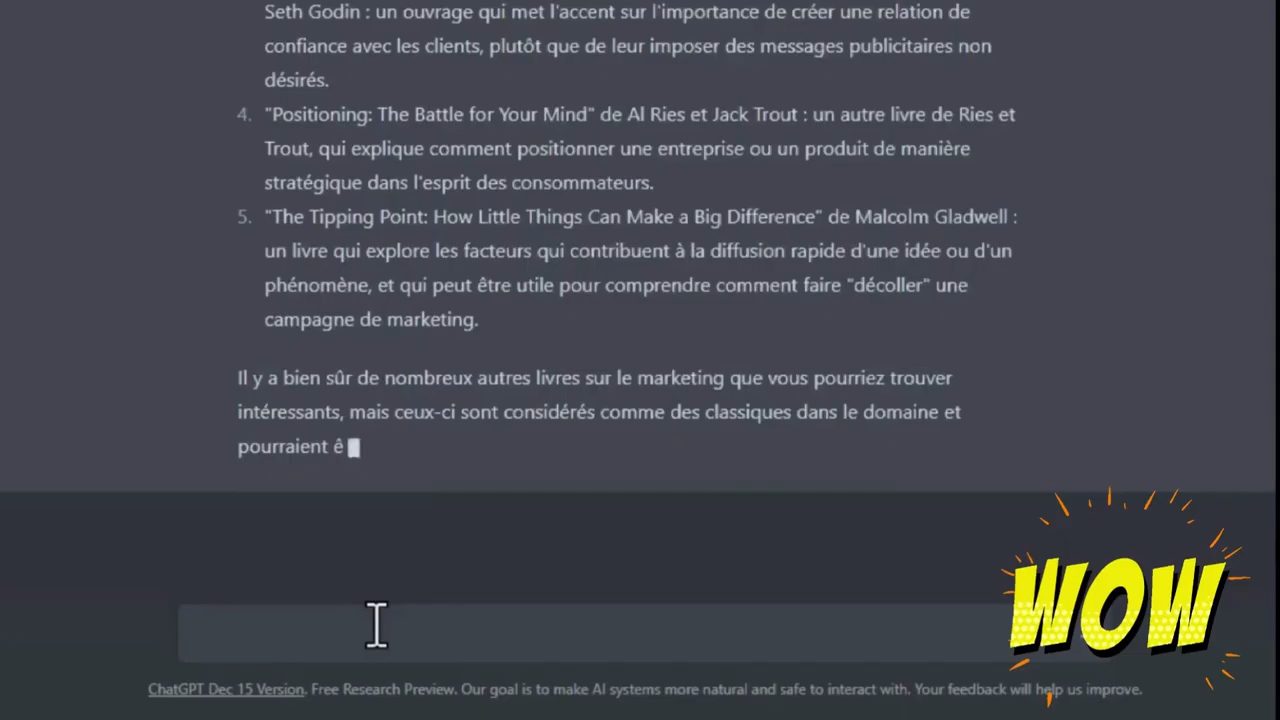 Seth Godin : un ouvrage qui met l'accent sur l'importance de créer une relation de
confiance avec les clients, plutôt que de leur imposer des messages publicitaires non
désirés.
4. "Positioning: The Battle for Your Mind" de Al Ries et Jack Trout : un autre livre de Ries et
Trout, qui explique comment positionner une entreprise ou un produit de manière
stratégique dans l'esprit des consommateurs.
5. "The Tipping Point: How Little Things Can Make a Big Difference" de Malcolm Gladwell :
un livre qui explore les facteurs qui contribuent à la diffusion rapide d'une idée ou d'un
phénomène, et qui peut être utile pour comprendre comment faire "décoller" une
campagne de marketing.
Il y a bien sûr de nombreux autres livres sur le marketing que vous pourriez trouver
intéressants, mais ceux-ci sont considérés comme des classiques dans le domaine et
pourraient ê
WOW
ChatGPT Dec 15 Version. Free Research Preview. Our goal is to make AI systems more natural and safe to interact with. Your feedback will help us improve.